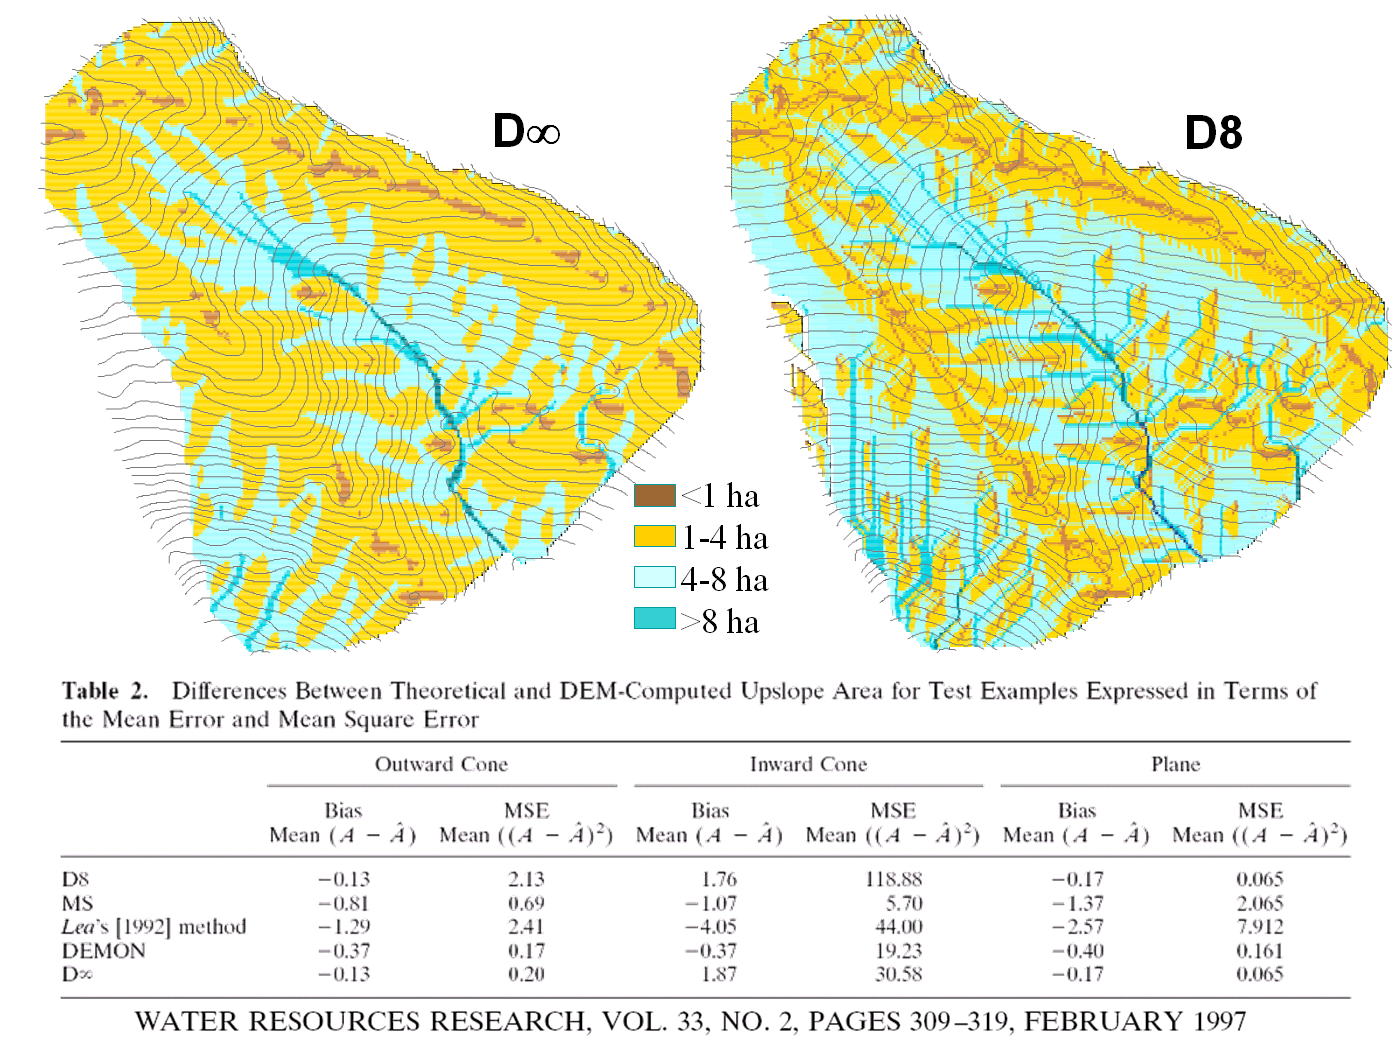 D∞
D8
<1 ha
1-4 ha
4-8 ha
>8 ha
Table 2. Differences Between Theoretical and DEM-Computed Upslope Area for Test Examples Expressed in Terms of
the Mean Error and Mean Square Error
Outward Cone Inward Cone Plane
Bias MSE Bias MSE Bias MSE
Mean (A − Â) Mean ((A − Â)²) Mean (A − Â) Mean ((A − Â)²) Mean (A − Â) Mean ((A − Â)²)
D8 −0.13 2.13 1.76 118.88 −0.17 0.065
MS −0.81 0.69 −1.07 5.70 −1.37 2.065
Lea's [1992] method −1.29 2.41 −4.05 44.00 −2.57 7.912
DEMON −0.37 0.17 −0.37 19.23 −0.40 0.161
D∞ −0.13 0.20 1.87 30.58 −0.17 0.065
WATER RESOURCES RESEARCH, VOL. 33, NO. 2, PAGES 309–319, FEBRUARY 1997